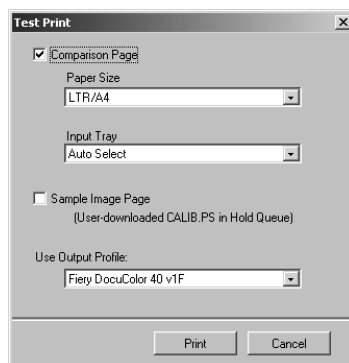 Test Print
Comparison Page
Paper Size
LTR/A4
Input Tray
Auto Select
Sample Image Page
(User-downloaded CALIB.PS in Hold Queue)
Use Output Profile:
Fiery DocuColor 40 v1F
Print Cancel